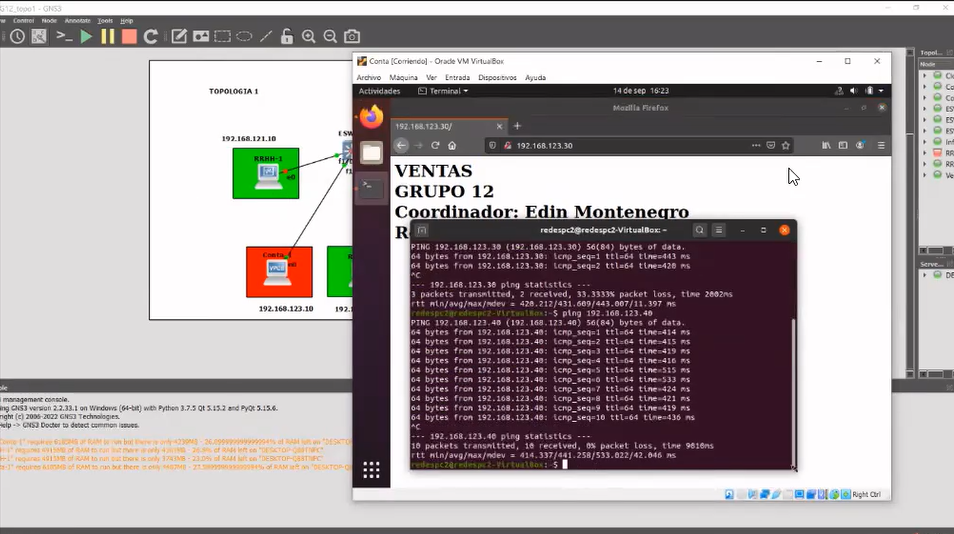 G12_topo1 - GNS3
Control Node Annotate Tools Help
TOPOLOGIA 1
192.168.121.10
RRHH-1
e0
ESW
f1/
Conta
VPCS
192.168.123.10
192.168.1
Topol...
Node
management console.
ing GNS3 version 2.2.33.1 on Windows (64-bit) with Python 3.7.5 Qt 5.15.2 and PyQt 5.15.6.
right (c) 2006-2022 GNS3 Technologies.
Help -> GNS3 Doctor to detect common issues.
Conta [Corriendo] - Oracle VM VirtualBox
Archivo Máquina Ver Entrada Dispositivos Ayuda
Actividades Terminal 14 de sep 16:23
Mozilla Firefox
192.168.123.30/
192.168.123.30
VENTAS
GRUPO 12
Coordinador: Edin Montenegro
R
redespc2@redespc2-VirtualBox: ~
PING 192.168.123.30 (192.168.123.30) 56(84) bytes of data.
64 bytes from 192.168.123.30: icmp_seq=1 ttl=64 time=443 ms
64 bytes from 192.168.123.30: icmp_seq=2 ttl=64 time=420 ms
^C
--- 192.168.123.30 ping statistics ---
3 packets transmitted, 2 received, 33.3333% packet loss, time 2002ms
rtt min/avg/max/mdev = 420.212/431.609/443.007/11.397 ms
redespc2@redespc2-VirtualBox:~$ ping 192.168.123.40
PING 192.168.123.40 (192.168.123.40) 56(84) bytes of data.
64 bytes from 192.168.123.40: icmp_seq=1 ttl=64 time=414 ms
64 bytes from 192.168.123.40: icmp_seq=2 ttl=64 time=415 ms
64 bytes from 192.168.123.40: icmp_seq=3 ttl=64 time=419 ms
64 bytes from 192.168.123.40: icmp_seq=4 ttl=64 time=416 ms
64 bytes from 192.168.123.40: icmp_seq=5 ttl=64 time=515 ms
64 bytes from 192.168.123.40: icmp_seq=6 ttl=64 time=533 ms
64 bytes from 192.168.123.40: icmp_seq=7 ttl=64 time=424 ms
64 bytes from 192.168.123.40: icmp_seq=8 ttl=64 time=421 ms
64 bytes from 192.168.123.40: icmp_seq=9 ttl=64 time=419 ms
64 bytes from 192.168.123.40: icmp_seq=10 ttl=64 time=436 ms
^C
--- 192.168.123.40 ping statistics ---
10 packets transmitted, 10 received, 0% packet loss, time 9010ms
rtt min/avg/max/mdev = 414.337/441.258/533.022/42.046 ms
redespc2@redespc2-VirtualBox:~$
Right Ctrl